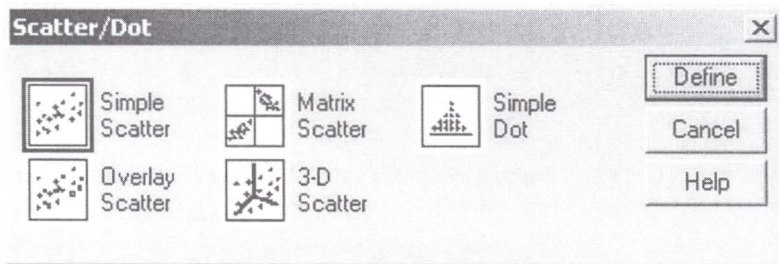 Scatter/Dot
Simple
Scatter
Matrix
Scatter
Simple
Dot
Define
Cancel
Overlay
Scatter
3-D
Scatter
Help